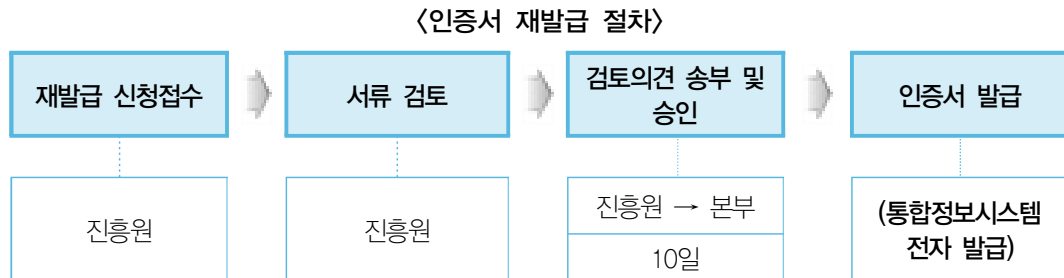 <인증서 재발급 절차>
재발급 신청접수
서류 검토
검토의견 송부 및
승인
인증서 발급
진흥원
진흥원
진흥원 → 본부
10일
(통합정보시스템
전자 발급)